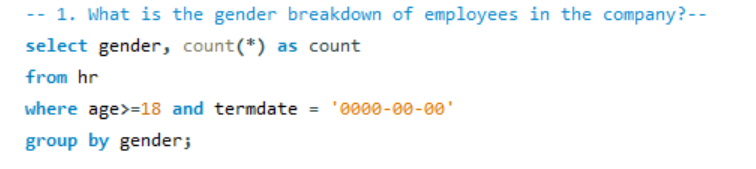 -- 1. What is the gender breakdown of employees in the company?--
select gender, count(*) as count
from hr
where age>=18 and termdate = '0000-00-00'
group by gender;